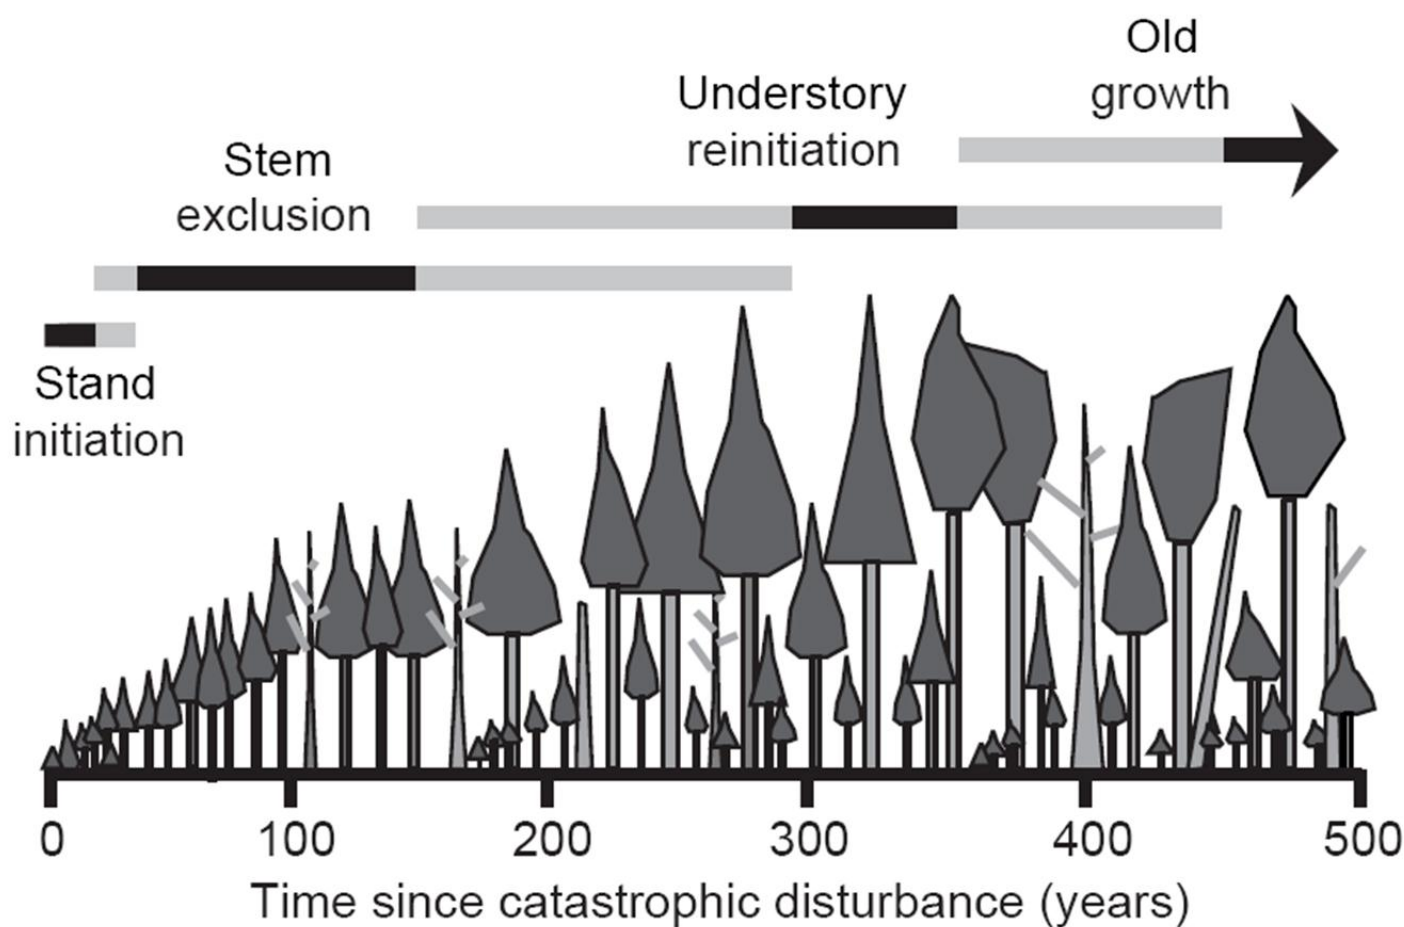 Old
growth
Understory
reinitiation
Stem
exclusion
Stand
initiation
0 100 200 300 400 500
Time since catastrophic disturbance (years)